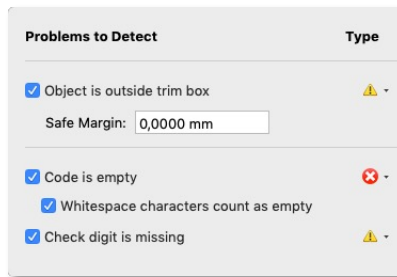 Problems to Detect Type
Object is outside trim box
Safe Margin: 0,0000 mm
Code is empty
Whitespace characters count as empty
Check digit is missing